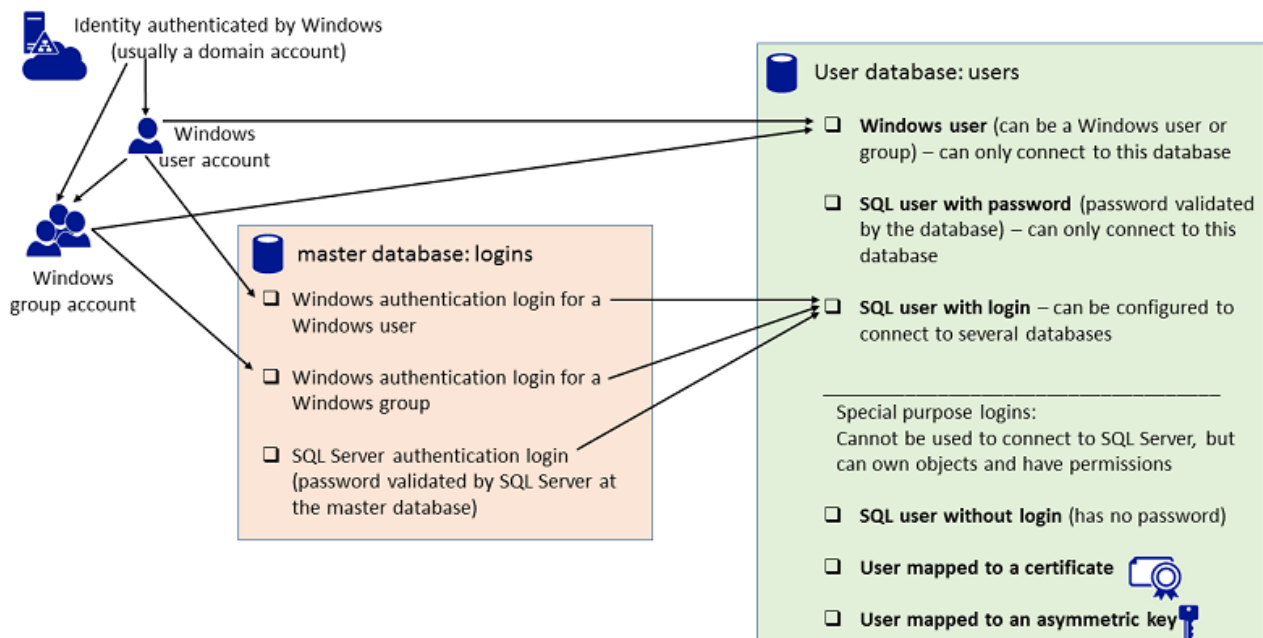 Identity authenticated by Windows
(usually a domain account)
Windows
user account
Windows
group account
master database: logins
Windows authentication login for a
Windows user
Windows authentication login for a
Windows group
SQL Server authentication login
(password validated by SQL Server at
the master database)
User database: users
Windows user (can be a Windows user or
group) – can only connect to this database
SQL user with password (password validated
by the database) – can only connect to this
database
SQL user with login – can be configured to
connect to several databases
Special purpose logins:
Cannot be used to connect to SQL Server, but
can own objects and have permissions
SQL user without login (has no password)
User mapped to a certificate
User mapped to an asymmetric key